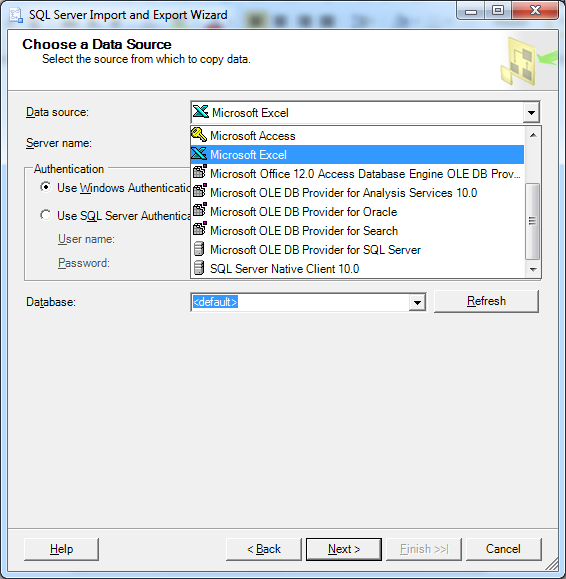 SQL Server Import and Export Wizard
Choose a Data Source
Select the source from which to copy data.
Data source:
Microsoft Excel
Microsoft Access
Server name:
Microsoft Excel
Authentication
Microsoft Office 12.0 Access Database Engine OLE DB Prov...
Use Windows Authenticatio
Microsoft OLE DB Provider for Analysis Services 10.0
Use SQL Server Authentica
Microsoft OLE DB Provider for Oracle
Microsoft OLE DB Provider for Search
User name:
Microsoft OLE DB Provider for SQL Server
Password:
SQL Server Native Client 10.0
Database:
<default>
Refresh
Help
< Back
Next >
Finish >>|
Cancel